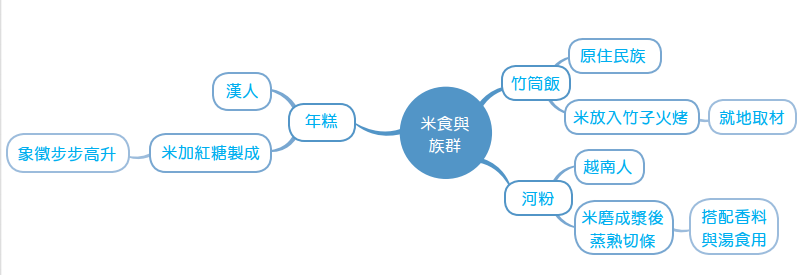 米食與
族群
年糕
漢人
米加紅糖製成
象徵步步高升
竹筒飯
原住民族
米放入竹子火烤
就地取材
河粉
越南人
米磨成漿後
蒸熟切條
搭配香料
與湯食用